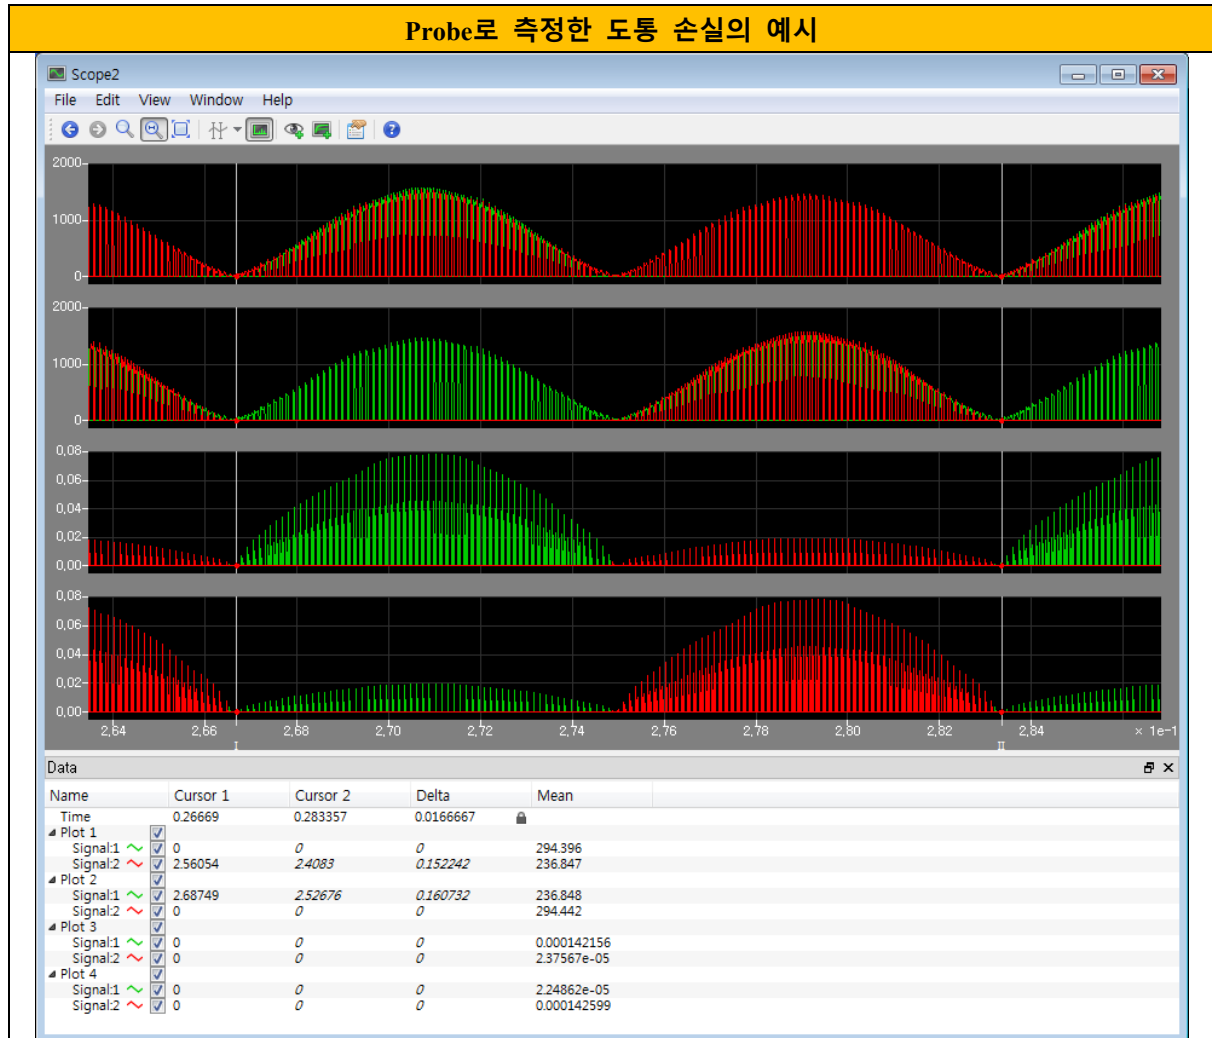 Probe로 측정한 도통 손실의 예시
Scope2
File Edit View Window Help
2000
1000
0
2000
1000
0
0,08
0,06
0,04
0,02
0,00
0,08
0,06
0,04
0,02
0,00
2,64 2,66 2,68 2,70 2,72 2,74 2,76 2,78 2,80 2,82 2,84 × 1e-1
I II
Data
Name Cursor 1 Cursor 2 Delta Mean
Time 0.26669 0.283357 0.0166667
Plot 1
Signal:1 0 0 0 294.396
Signal:2 2.56054 2.4083 0.152242 236.847
Plot 2
Signal:1 2.68749 2.52676 0.160732 236.848
Signal:2 0 0 0 294.442
Plot 3
Signal:1 0 0 0 0.000142156
Signal:2 0 0 0 2.37567e-05
Plot 4
Signal:1 0 0 0 2.24862e-05
Signal:2 0 0 0 0.000142599